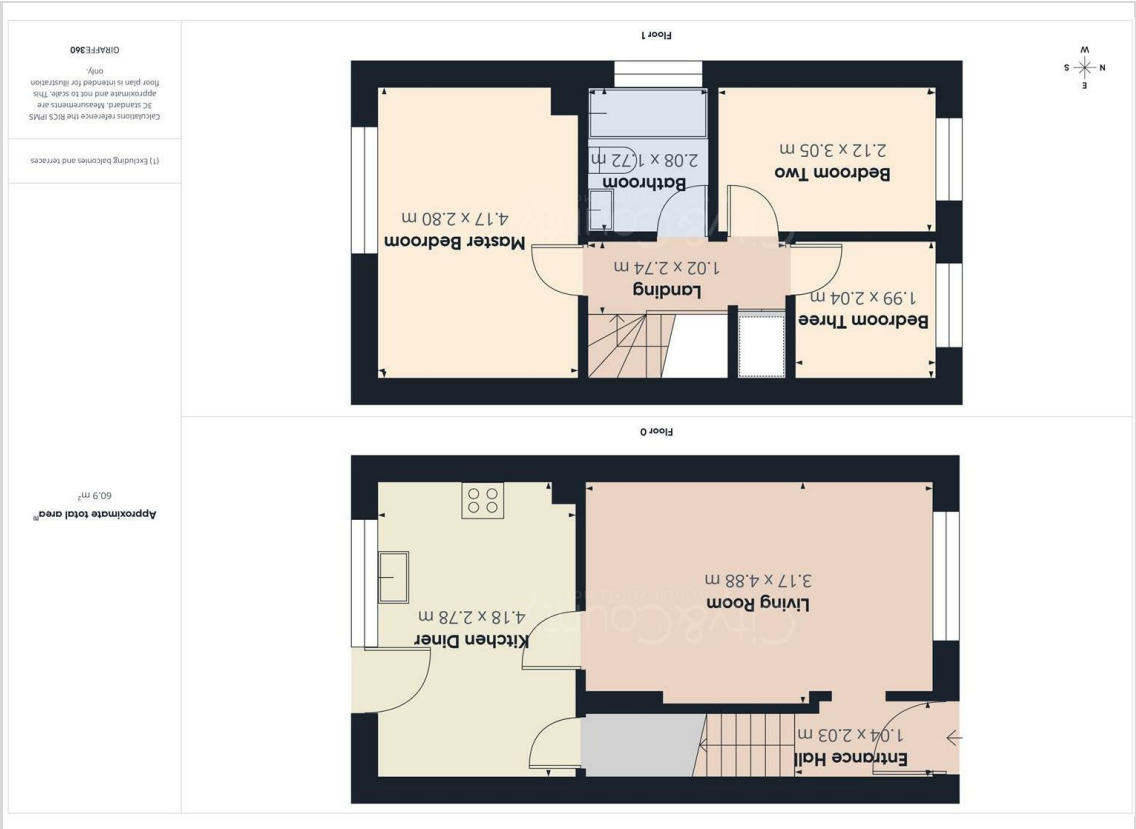 Floor 0
Entrance Hall
1.04 x 2.03 m
Living Room
3.17 x 4.88 m
Kitchen Diner
4.18 x 2.78 m
City&County
Floor 1
Bedroom Three
1.99 x 2.04 m
Landing
1.02 x 2.74 m
Master Bedroom
4.17 x 2.80 m
Bedroom Two
2.12 x 3.05 m
Bathroom
2.08 x 1.72 m
City&County
E
N
S
W
Approximate total area⁽¹⁾
60.9 m²
(1) Excluding balconies and terraces
Calculations reference the RICS IPMS
3C standard. Measurements are
approximate and not to scale. This
floor plan is intended for illustration
only.
GIRAFFE360